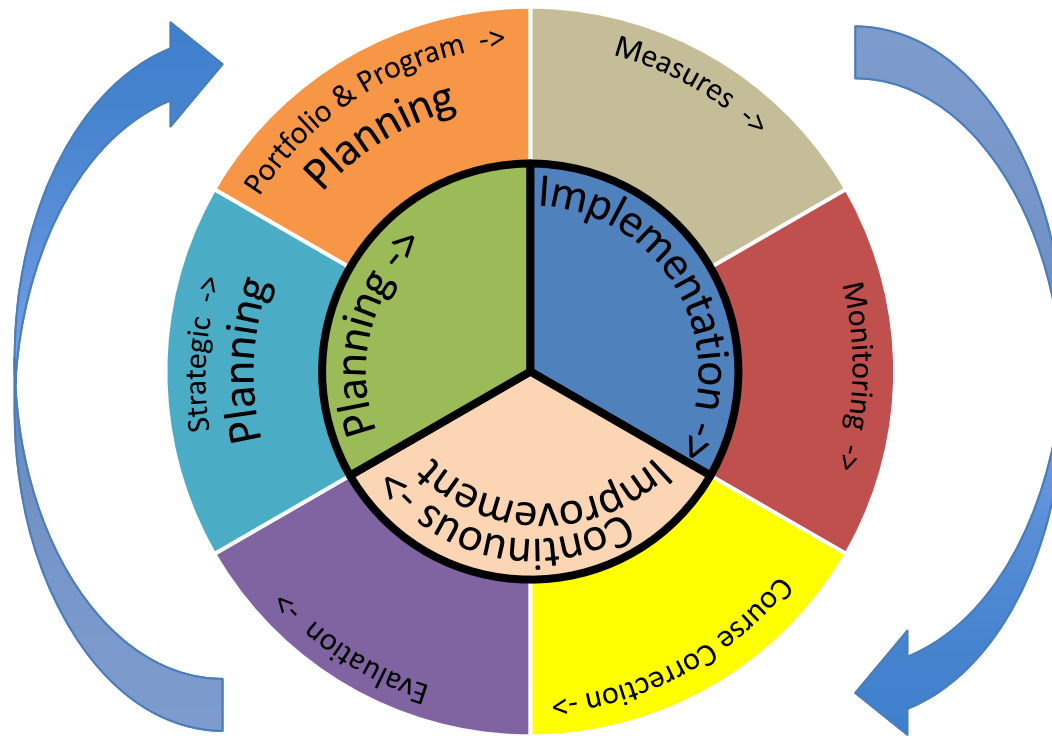 Portfolio & Program ->
Planning
Measures ->
Monitoring ->
Course Correction ->
Evaluation ->
Strategic ->
Planning
Planning ->
Implementation ->
Continuous ->
Improvement